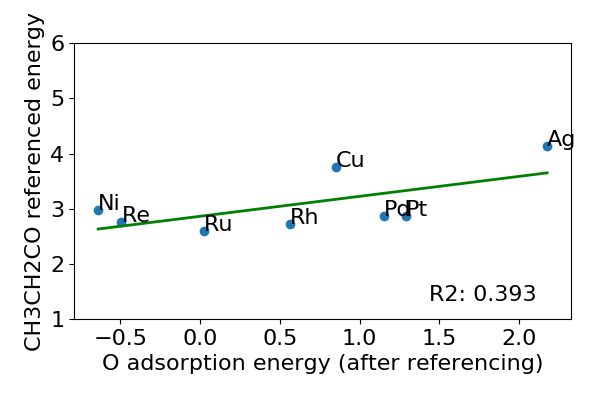 CH3CH2CO referenced energy
6
5
4
3
2
1
Ni
Re
Ru
Rh
Cu
Pd
Pt
Ag
R2: 0.393
−0.5 0.0 0.5 1.0 1.5 2.0
O adsorption energy (after referencing)